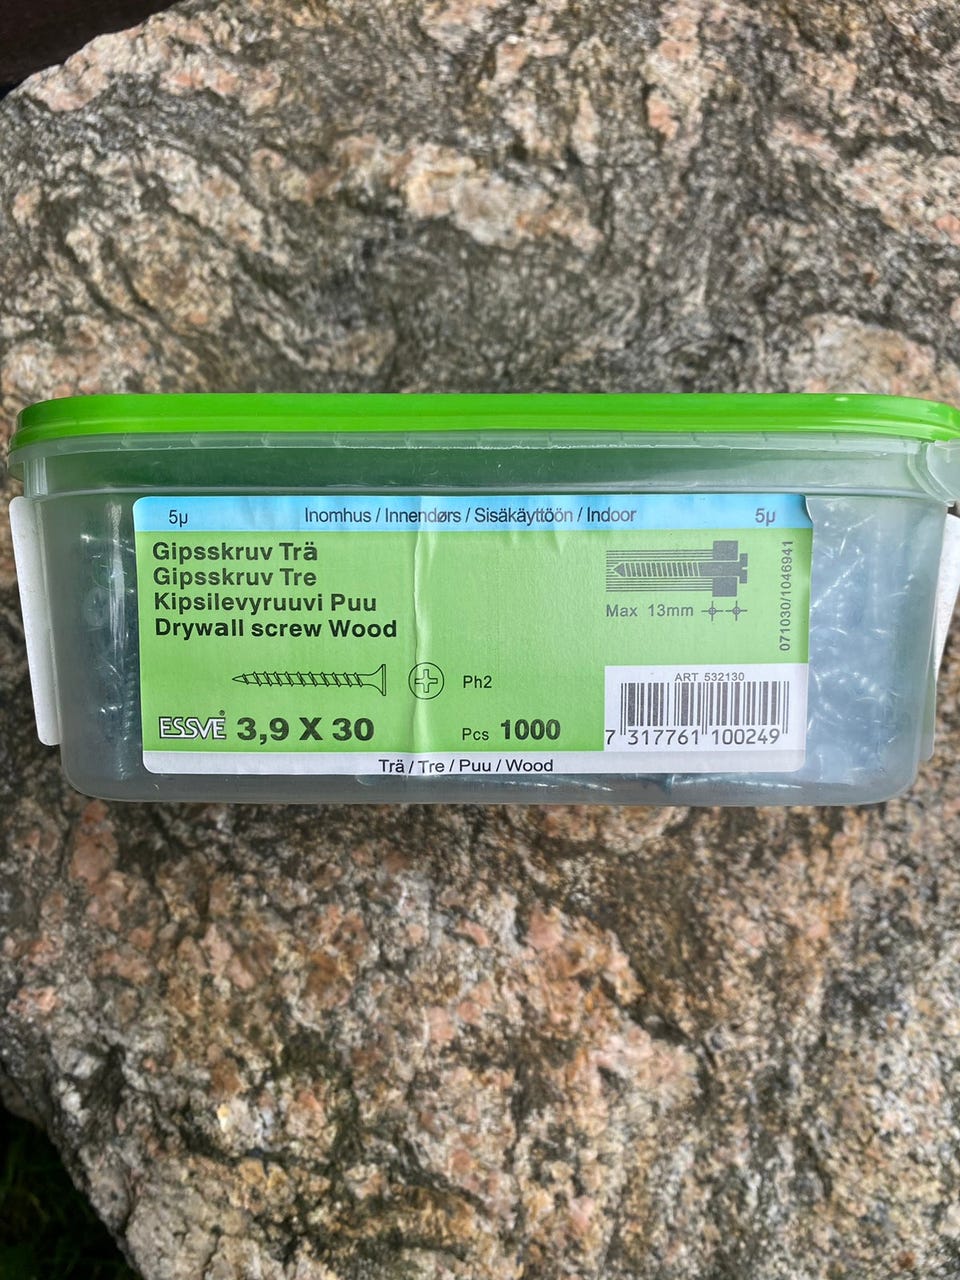 5µ Inomhus / Innendørs / Sisäkäyttöön / Indoor 5µ
Gipsskruv Trä
Gipsskruv Tre
Kipsilevyruuvi Puu
Drywall screw Wood
Max 13mm
071030/1046941
Ph2
ESSVE® 3,9 X 30
Pcs 1000
ART 532130
7 317761 100249
Trä / Tre / Puu / Wood